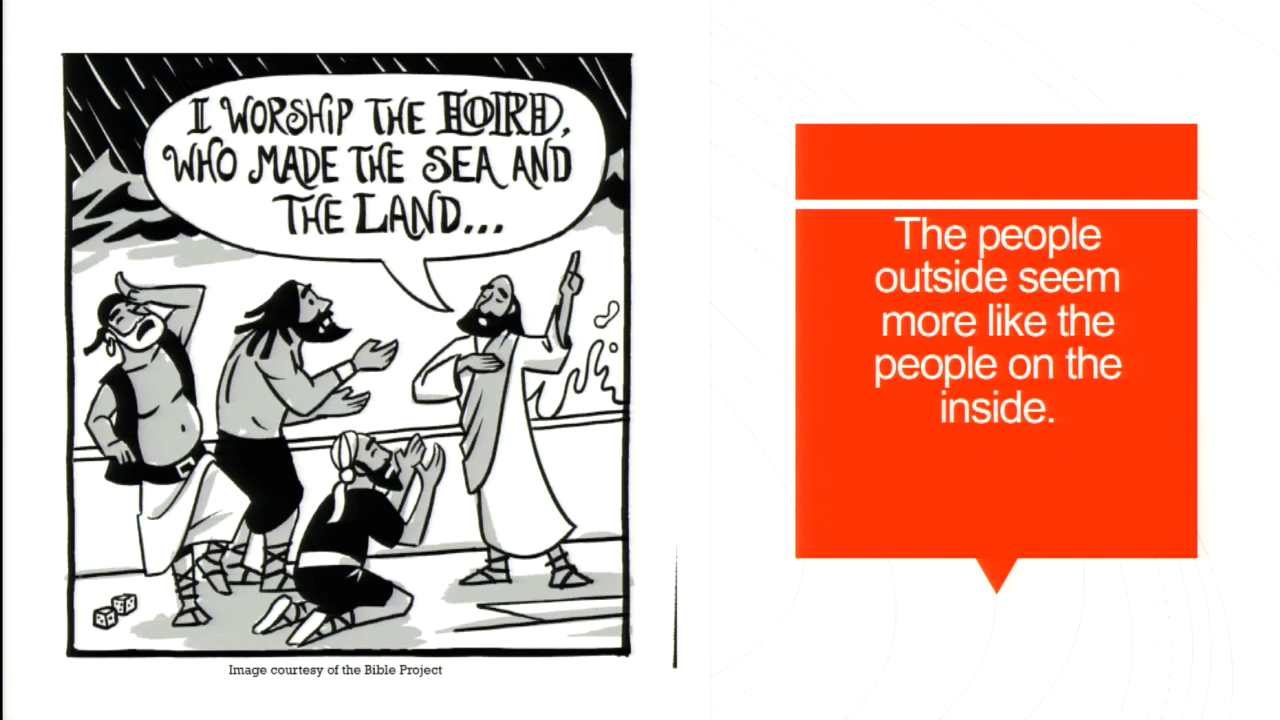 I WORSHIP THE LORD,
WHO MADE THE SEA AND
THE LAND...
Image courtesy of the Bible Project
The people
outside seem
more like the
people on the
inside.